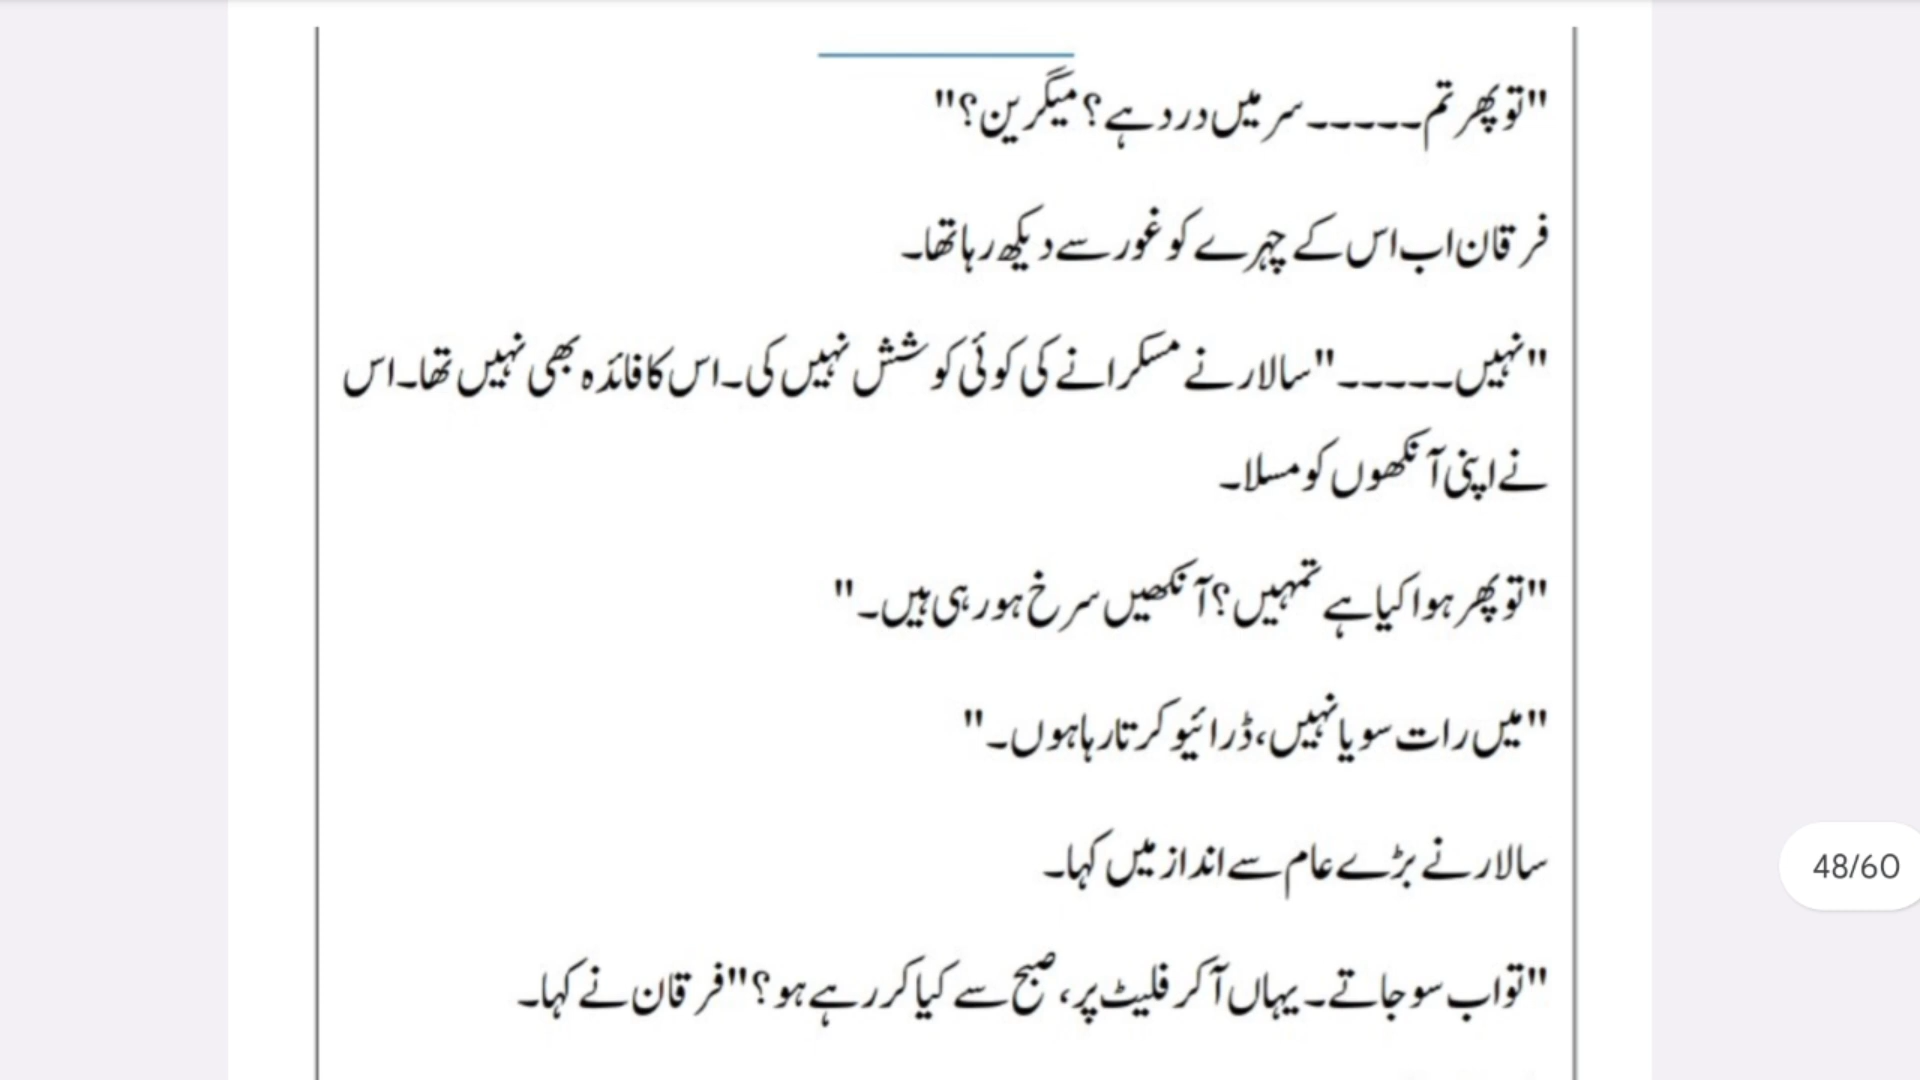 "تو پھر تم۔۔۔۔۔ سر میں درد ہے؟ میگرین؟"
فرقان اب اس کے چہرے کو غور سے دیکھ رہا تھا۔
"نہیں۔۔۔۔۔" سالار نے مسکرانے کی کوئی کوشش نہیں کی۔ اس کا فائدہ بھی نہیں تھا۔ اس
نے اپنی آنکھوں کو مسلا۔
"تو پھر ہوا کیا ہے تمہیں؟ آنکھیں سرخ ہو رہی ہیں۔"
"میں رات سویا نہیں، ڈرائیو کرتا رہا ہوں۔"
سالار نے بڑے عام سے انداز میں کہا۔
"تو اب سو جاتے۔ یہاں آ کر فلیٹ پر، صبح سے کیا کر رہے ہو؟" فرقان نے کہا۔
48/60